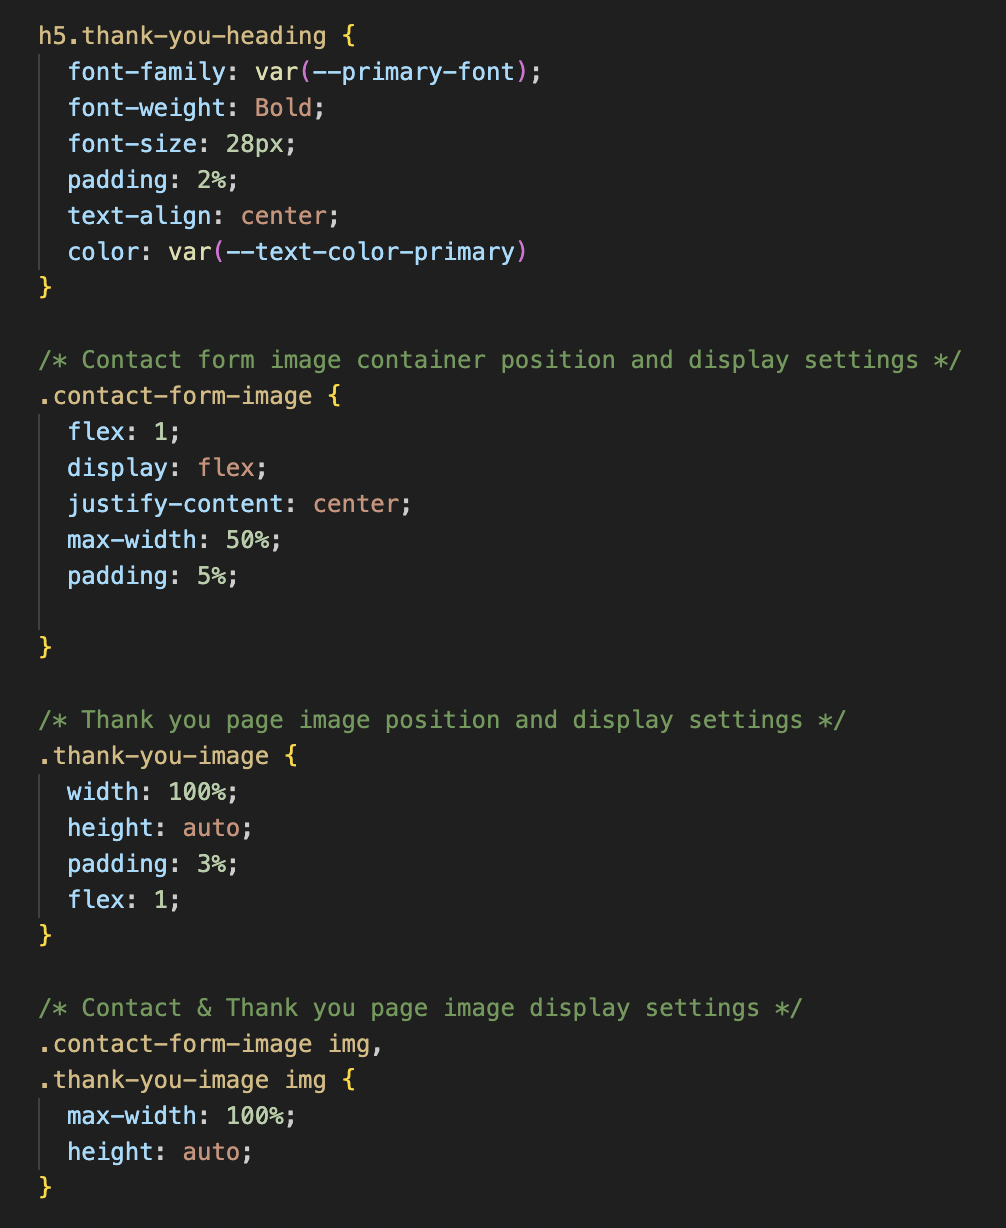 h5.thank-you-heading {
  font-family: var(--primary-font);
  font-weight: Bold;
  font-size: 28px;
  padding: 2%;
  text-align: center;
  color: var(--text-color-primary)
}

/* Contact form image container position and display settings */
.contact-form-image {
  flex: 1;
  display: flex;
  justify-content: center;
  max-width: 50%;
  padding: 5%;

}

/* Thank you page image position and display settings */
.thank-you-image {
  width: 100%;
  height: auto;
  padding: 3%;
  flex: 1;
}

/* Contact & Thank you page image display settings */
.contact-form-image img,
.thank-you-image img {
  max-width: 100%;
  height: auto;
}